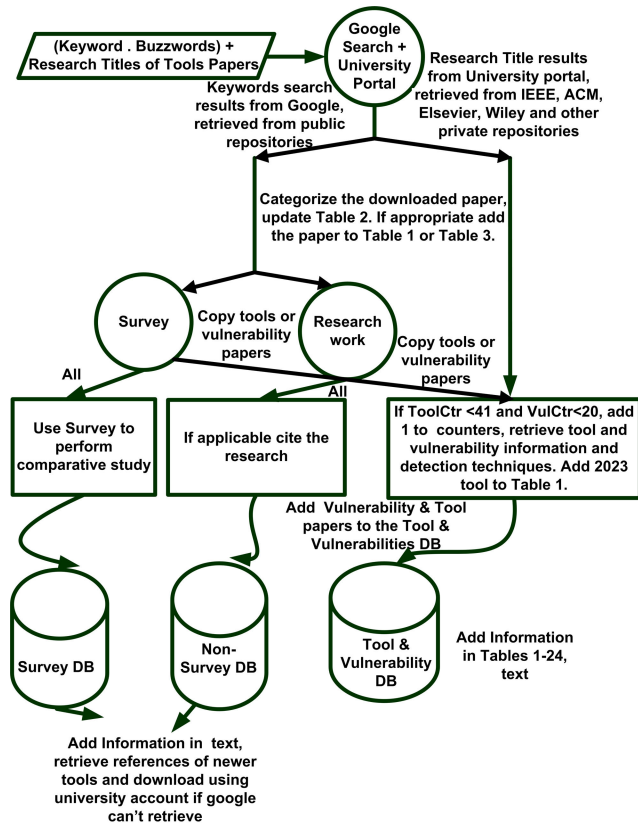 (Keyword . Buzzwords) +
Research Titles of Tools Papers
Google
Search +
University
Portal
Keywords search
results from Google,
retrieved from public
repositories
Research Title results
from University portal,
retrieved from IEEE, ACM,
Elsevier, Wiley and other
private repositories
Categorize the downloaded paper,
update Table 2. If appropriate add
the paper to Table 1 or Table 3.
Survey
Copy tools or
vulnerability
papers
Research
work
Copy tools or
vulnerability
papers
All
All
Use Survey to
perform
comparative study
If applicable cite the
research
If ToolCtr <41 and VulCtr<20, add
1 to counters, retrieve tool and
vulnerability information and
detection techniques. Add 2023
tool to Table 1.
Add Vulnerability & Tool
papers to the Tool &
Vulnerabilities DB
Survey DB
Non-
Survey DB
Tool &
Vulnerability
DB
Add Information
in Tables 1-24,
text
Add Information in text,
retrieve references of newer
tools and download using
university account if google
can't retrieve